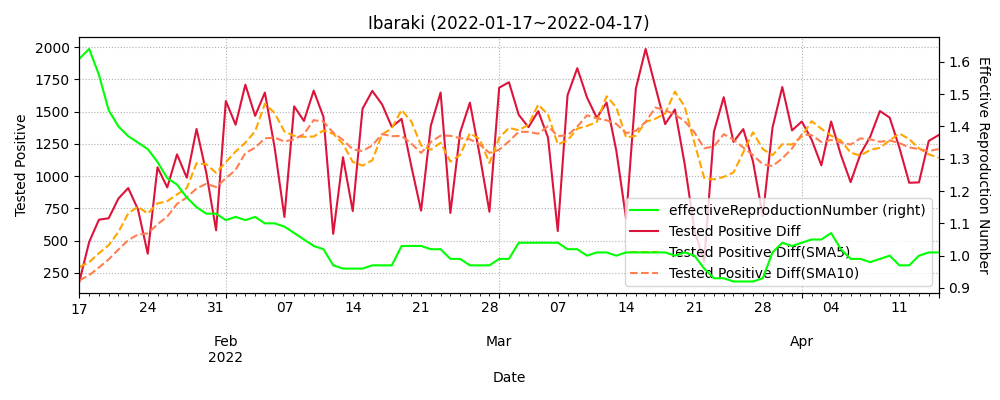 Ibaraki (2022-01-17~2022-04-17)
Tested Positive
2000
1750
1500
1250
1000
750
500
250
1.6
1.5
1.4
1.3
1.2
1.1
1.0
0.9
Effective Reproduction Number
effectiveReproductionNumber (right)
Tested Positive Diff
Tested Positive Diff(SMA5)
Tested Positive Diff(SMA10)
17 24 31 07 14 21 28 07 14 21 28 04 11
Feb Mar Apr
2022
Date